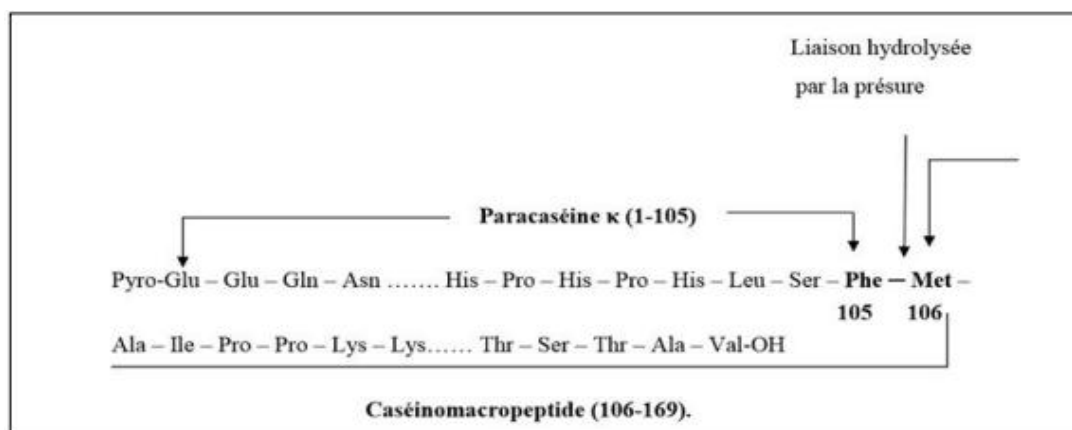 Liaison hydrolysée
par la présure
Paracaséine κ (1-105)
Pyro-Glu – Glu – Gln – Asn ....... His – Pro – His – Pro – His – Leu – Ser – Phe – Met –
105 106
Ala – Ile – Pro – Pro – Lys – Lys...... Thr – Ser – Thr – Ala – Val-OH
Caséinomacropeptide (106-169).